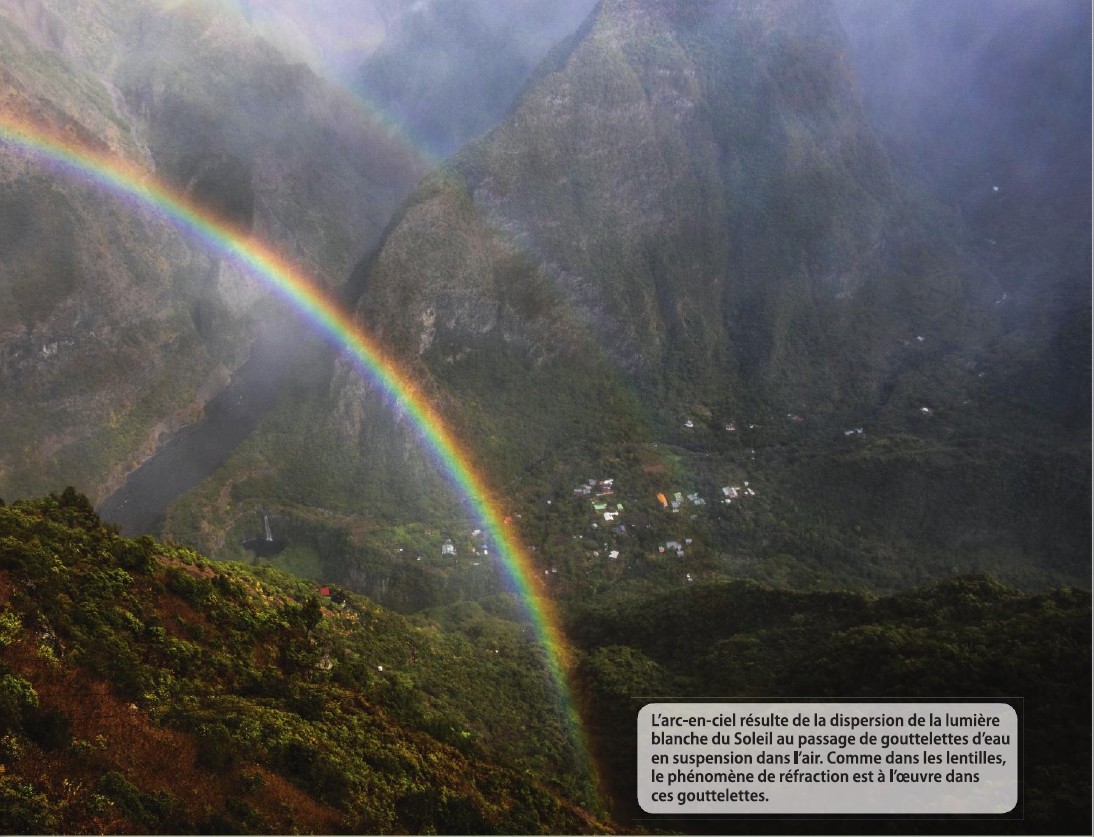 L'arc-en-ciel résulte de la dispersion de la lumière
blanche du Soleil au passage de gouttelettes d'eau
en suspension dans l'air. Comme dans les lentilles,
le phénomène de réfraction est à l'œuvre dans
ces gouttelettes.